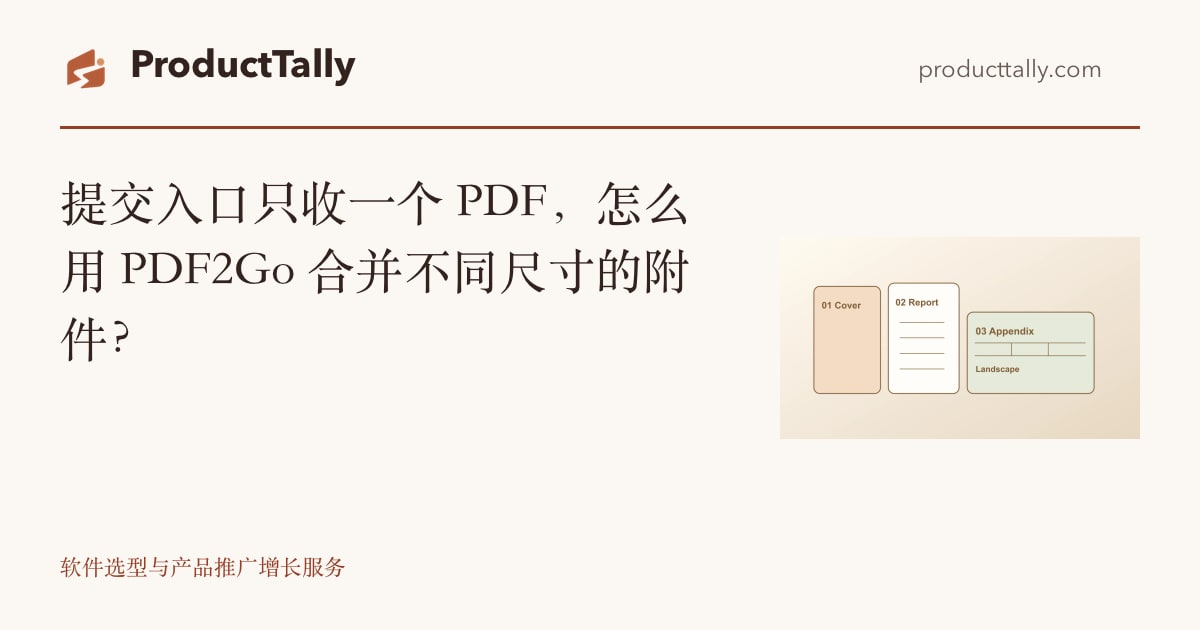 ProductTally
producttally.com
提交入口只收一个 PDF，怎么
用 PDF2Go 合并不同尺寸的附
件？
01 Cover
02 Report
03 Appendix
Landscape
软件选型与产品推广增长服务